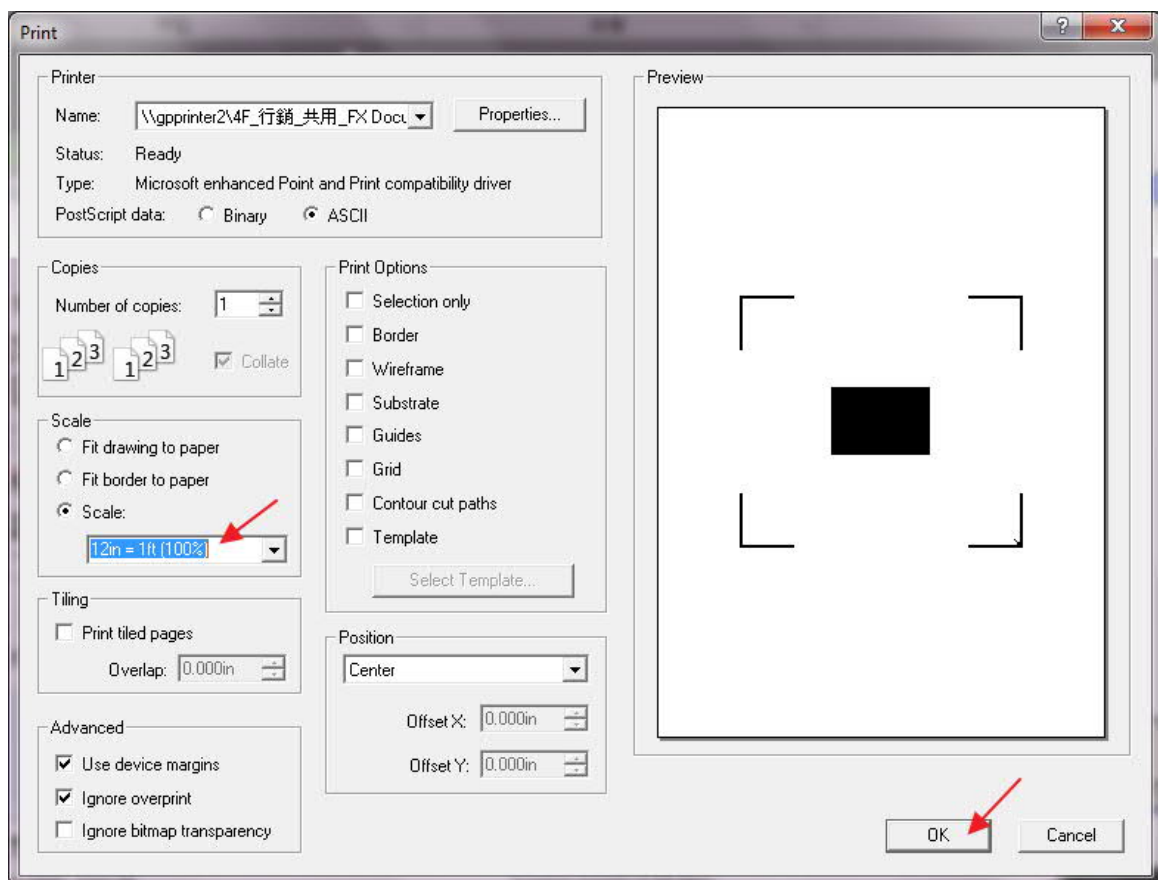 Print
Printer
Name: \\gpprinter2\4F_行銷_共用_FX Docu
Properties...
Status: Ready
Type: Microsoft enhanced Point and Print compatibility driver
PostScript data: Binary ASCII
Copies
Number of copies: 1
1 2 3 1 2 3
Collate
Scale
Fit drawing to paper
Fit border to paper
Scale:
12in = 1ft (100%)
Tiling
Print tiled pages
Overlap: 0.000in
Advanced
Use device margins
Ignore overprint
Ignore bitmap transparency
Print Options
Selection only
Border
Wireframe
Substrate
Guides
Grid
Contour cut paths
Template
Select Template...
Position
Center
Offset X: 0.000in
Offset Y: 0.000in
Preview
OK Cancel